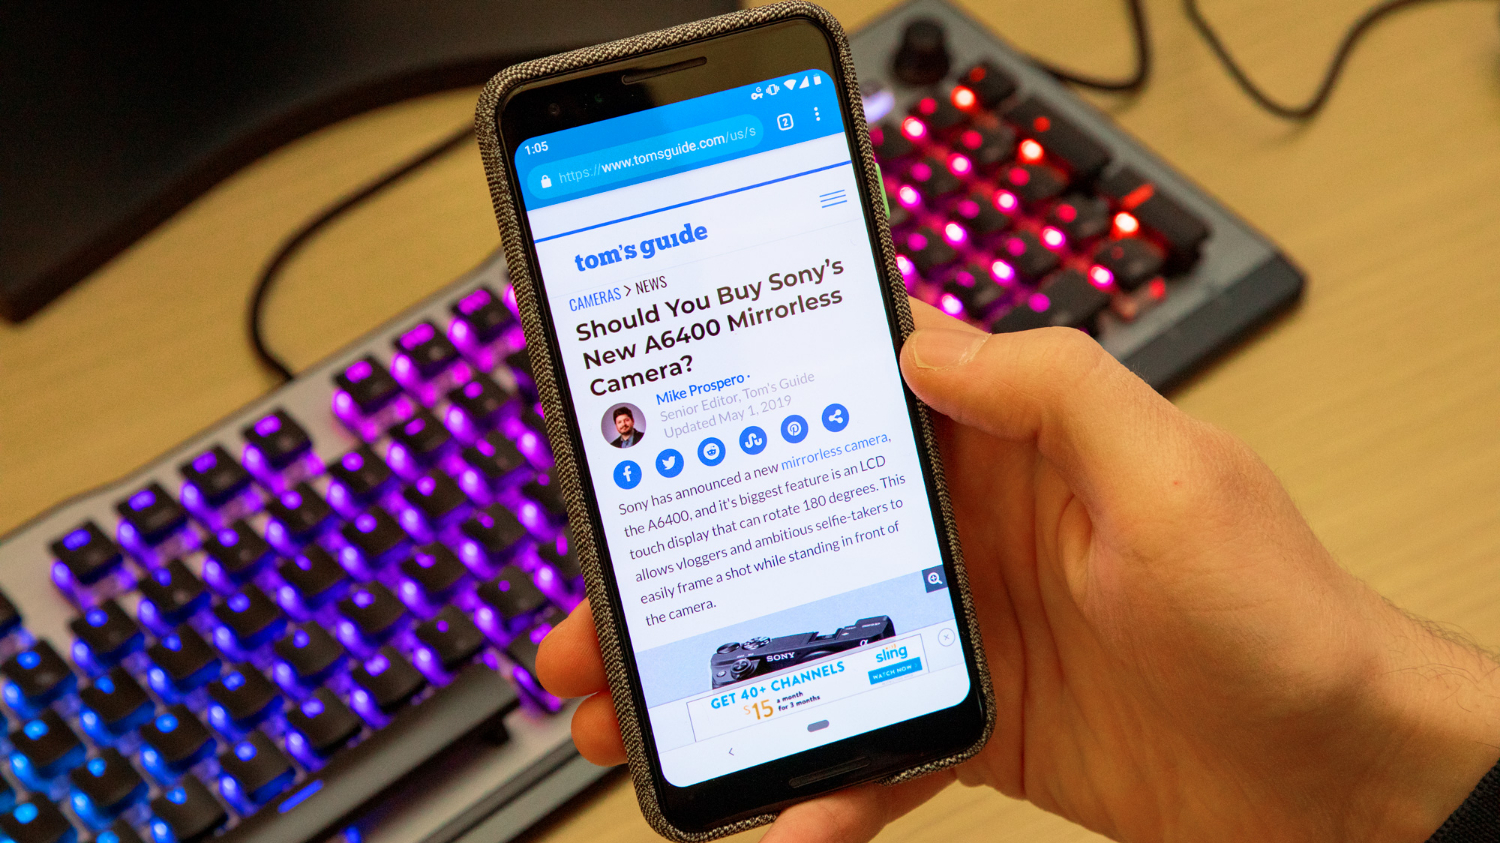 1:05
2
https://www.tomsguide.com/us/s
tom's guide
CAMERAS > NEWS
Should You Buy Sony's
New A6400 Mirrorless
Camera?
Mike Prospero ·
Senior Editor, Tom's Guide
Updated May 1, 2019
Sony has announced a new mirrorless camera,
the A6400, and it's biggest feature is an LCD
touch display that can rotate 180 degrees. This
allows vloggers and ambitious selfie-takers to
easily frame a shot while standing in front of
the camera.
SONY
α
GET 40+ CHANNELS
$15 a month
for 3 months
sling
WATCH NOW